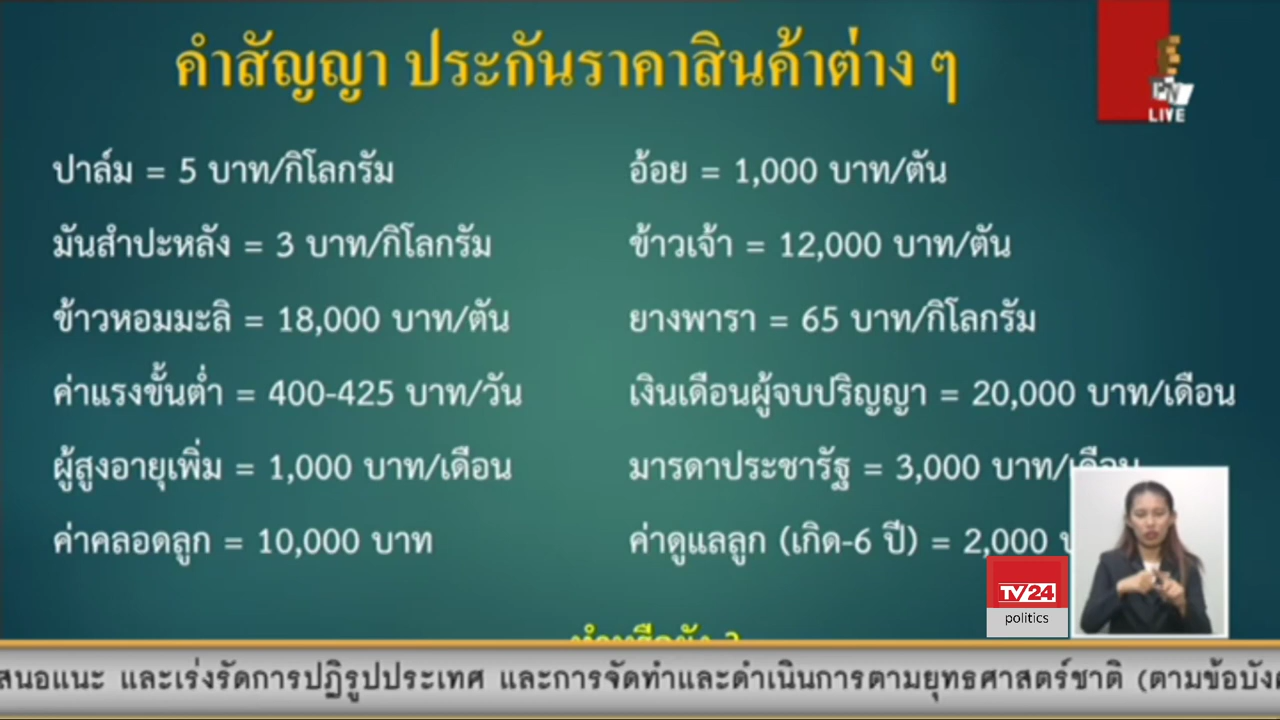 คำสัญญา ประกันราคาสินค้าต่าง ๆ
LIVE
ปาล์ม = 5 บาท/กิโลกรัม
อ้อย = 1,000 บาท/ตัน
มันสำปะหลัง = 3 บาท/กิโลกรัม
ข้าวเจ้า = 12,000 บาท/ตัน
ข้าวหอมมะลิ = 18,000 บาท/ตัน
ยางพารา = 65 บาท/กิโลกรัม
ค่าแรงขั้นต่ำ = 400-425 บาท/วัน
เงินเดือนผู้จบปริญญา = 20,000 บาท/เดือน
ผู้สูงอายุเพิ่ม = 1,000 บาท/เดือน
มารดาประชารัฐ = 3,000 บาท/เดือน
ค่าคลอดลูก = 10,000 บาท
ค่าดูแลลูก (เกิด-6 ปี) = 2,000
TV24
politics
สนอแนะ และเร่งรัดการปฏิรูปประเทศ และการจัดทำและดำเนินการตามยุทธศาสตร์ชาติ (ตามข้อบัง